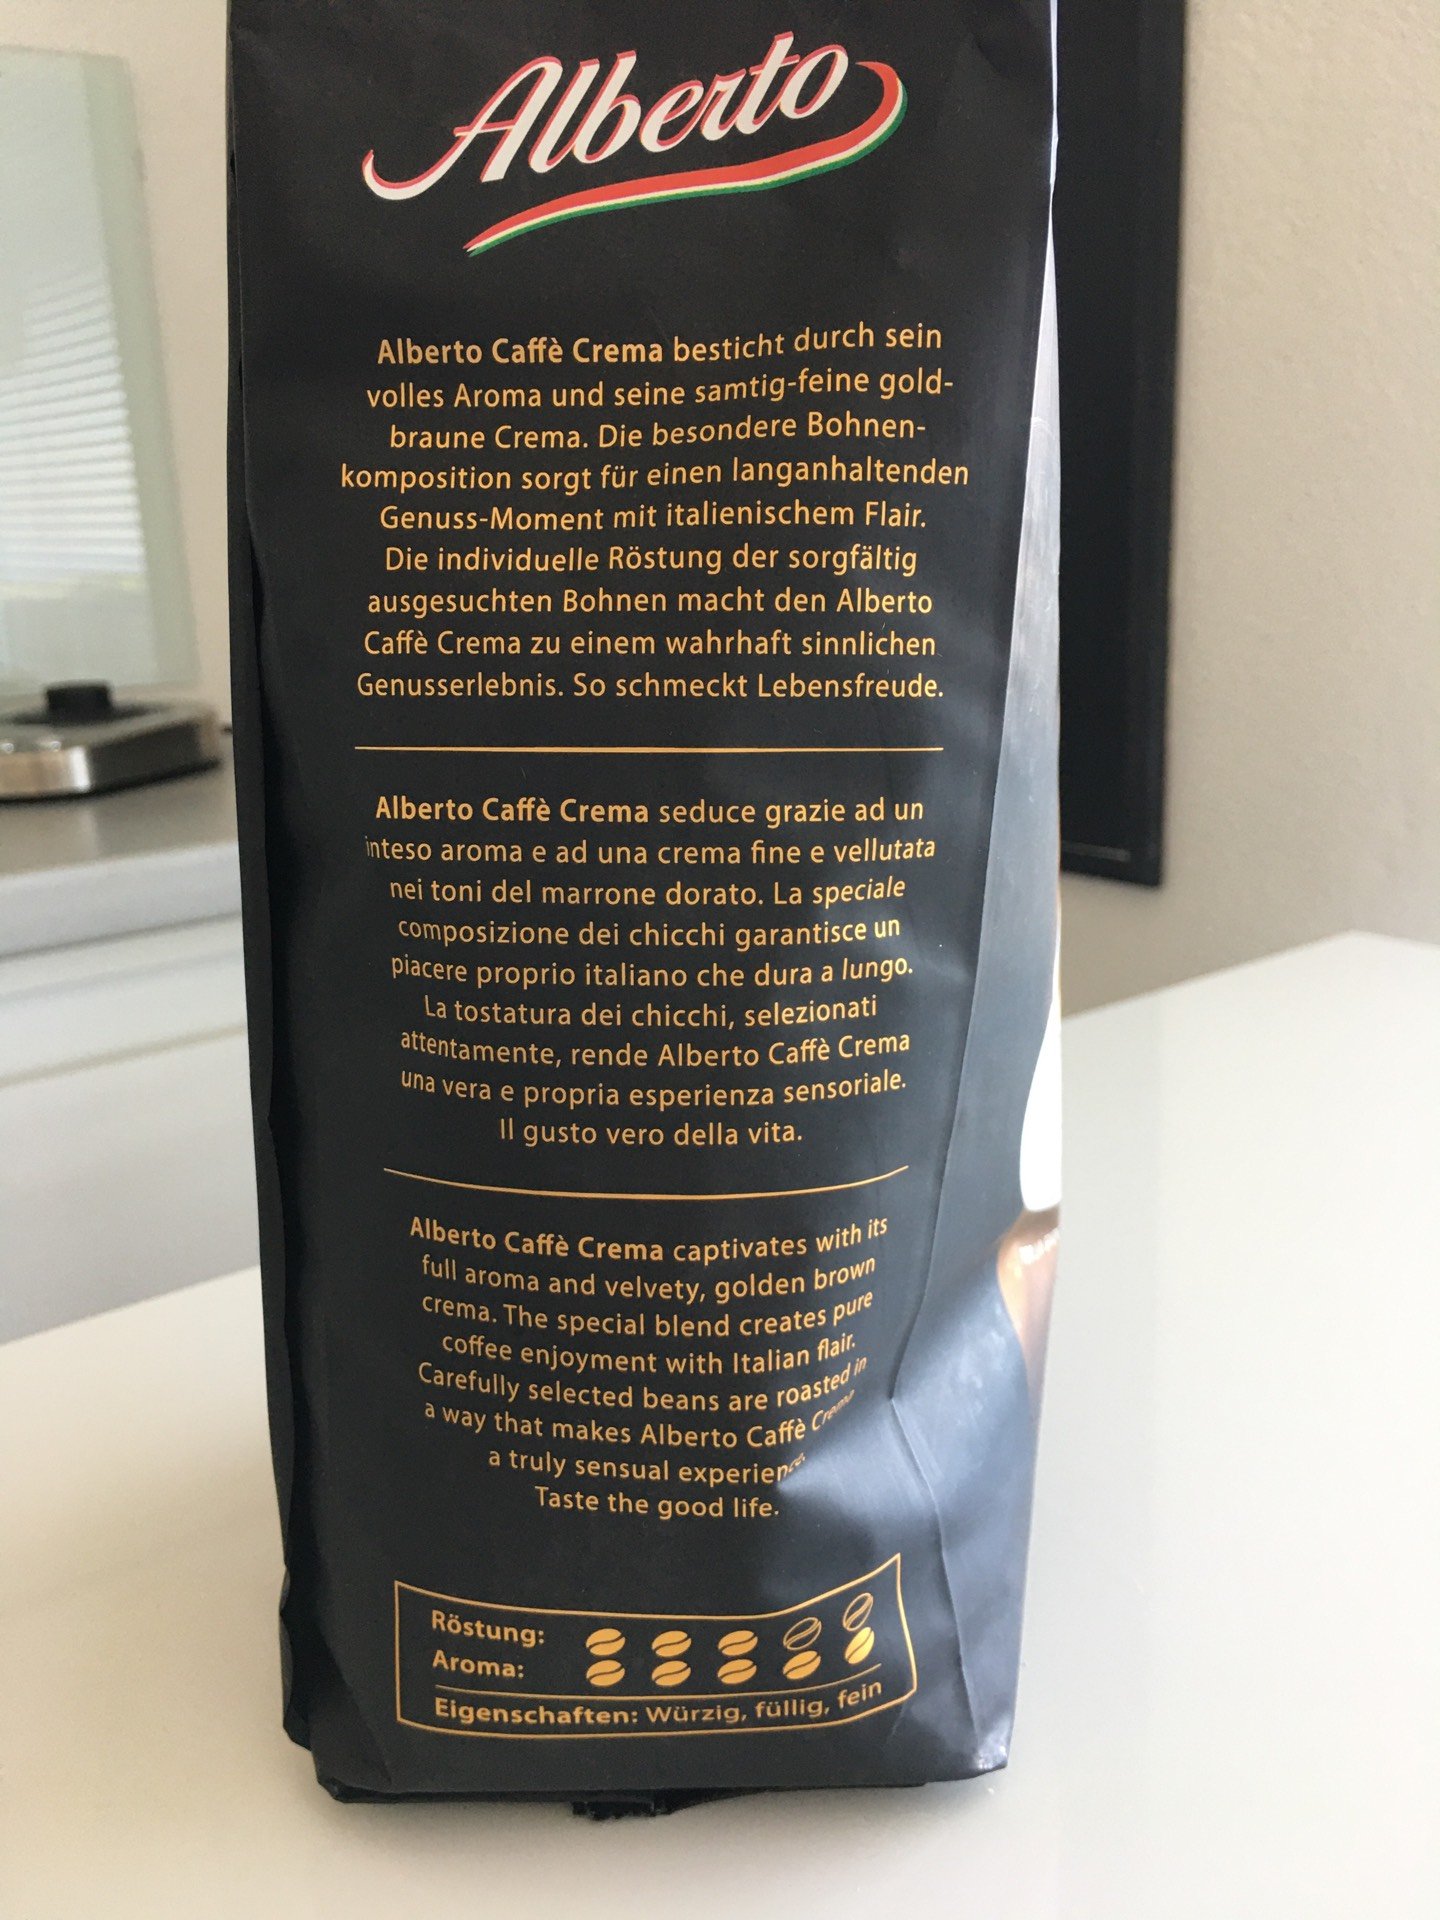 Alberto
Alberto Caffè Crema besticht durch sein
volles Aroma und seine samtig-feine gold-
braune Crema. Die besondere Bohnen-
komposition sorgt für einen langanhaltenden
Genuss-Moment mit italienischem Flair.
Die individuelle Röstung der sorgfältig
ausgesuchten Bohnen macht den Alberto
Caffè Crema zu einem wahrhaft sinnlichen
Genusserlebnis. So schmeckt Lebensfreude.
Alberto Caffè Crema seduce grazie ad un
inteso aroma e ad una crema fine e vellutata
nei toni del marrone dorato. La speciale
composizione dei chicchi garantisce un
piacere proprio italiano che dura a lungo.
La tostatura dei chicchi, selezionati
attentamente, rende Alberto Caffè Crema
una vera e propria esperienza sensoriale.
Il gusto vero della vita.
Alberto Caffè Crema captivates with its
full aroma and velvety, golden brown
crema. The special blend creates pure
coffee enjoyment with Italian flair.
Carefully selected beans are roasted in
a way that makes Alberto Caffè Crema
a truly sensual experience.
Taste the good life.
Röstung:
Aroma:
Eigenschaften: Würzig, füllig, fein